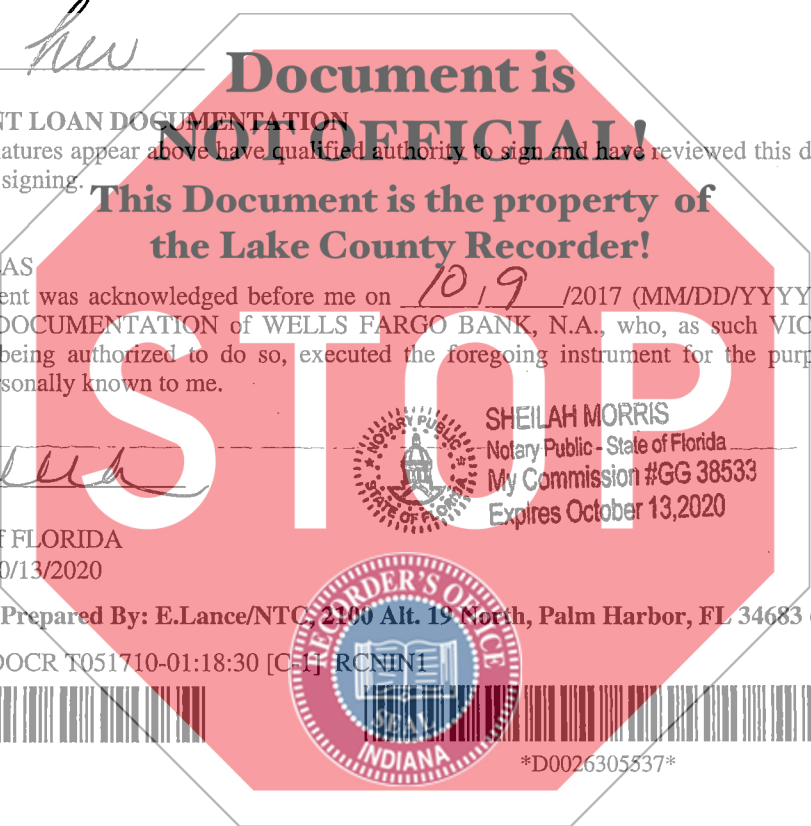 Document is
NT LOAN DOCUMENTATION
NOT OFFICIAL!
atures appear above have qualified authority to sign and have reviewed this d
signing.
This Document is the property of
the Lake County Recorder!
AS
ent was acknowledged before me on 10/9/2017 (MM/DD/YYYY
DOCUMENTATION of WELLS FARGO BANK, N.A., who, as such VIC
being authorized to do so, executed the foregoing instrument for the purp
sonally known to me.
STOP
NOTARY PUBLIC
STATE OF FLORIDA
SHEILAH MORRIS
Notary Public - State of Florida
My Commission #GG 38533
Expires October 13,2020
f FLORIDA
0/13/2020
Prepared By: E.Lance/NTC, 2100 Alt. 19 North, Palm Harbor, FL 34683
OCR T051710-01:18:30 [C-1] RCNIN1
RECORDER'S OFFICE
SEAL
INDIANA
*D0026305537*